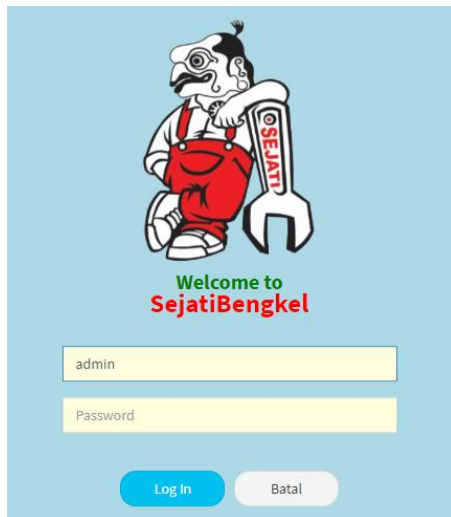 SEJATI
Welcome to
SejatiBengkel
admin
Password
Log In
Batal